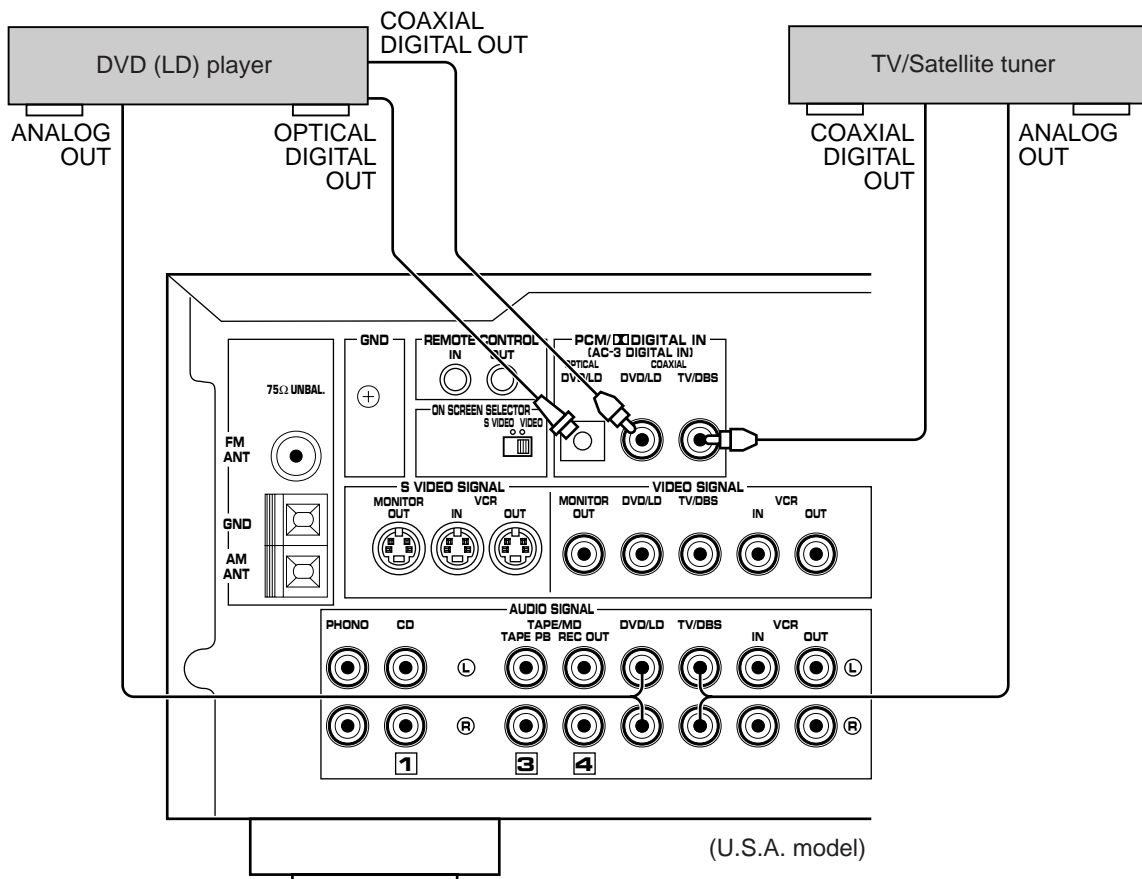 COAXIAL
DIGITAL OUT
DVD (LD) player
TV/Satellite tuner
ANALOG
OUT
OPTICAL
DIGITAL
OUT
COAXIAL
DIGITAL
OUT
ANALOG
OUT
GND
REMOTE CONTROL
IN OUT
PCM/ DIGITAL IN
(AC-3 DIGITAL IN)
OPTICAL COAXIAL
DVD/LD DVD/LD TV/DBS
75Ω UNBAL.
ON SCREEN SELECTOR
S VIDEO VIDEO
FM
ANT
GND
AM
ANT
S VIDEO SIGNAL
MONITOR
OUT
VCR
IN OUT
VIDEO SIGNAL
MONITOR
OUT
DVD/LD TV/DBS
VCR
IN OUT
AUDIO SIGNAL
PHONO CD
TAPE/MD
TAPE PB REC OUT
DVD/LD TV/DBS
VCR
IN OUT
L L
R R
1 3 4
(U.S.A. model)